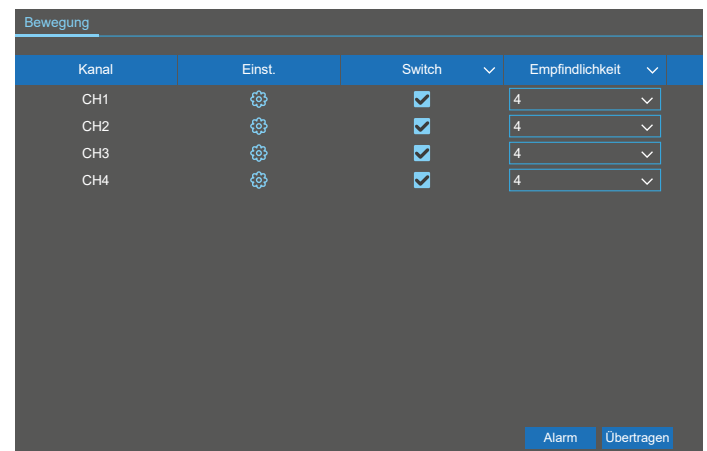 Bewegung
Kanal Einst. Switch Empfindlichkeit
CH1 4
CH2 4
CH3 4
CH4 4
Alarm Übertragen